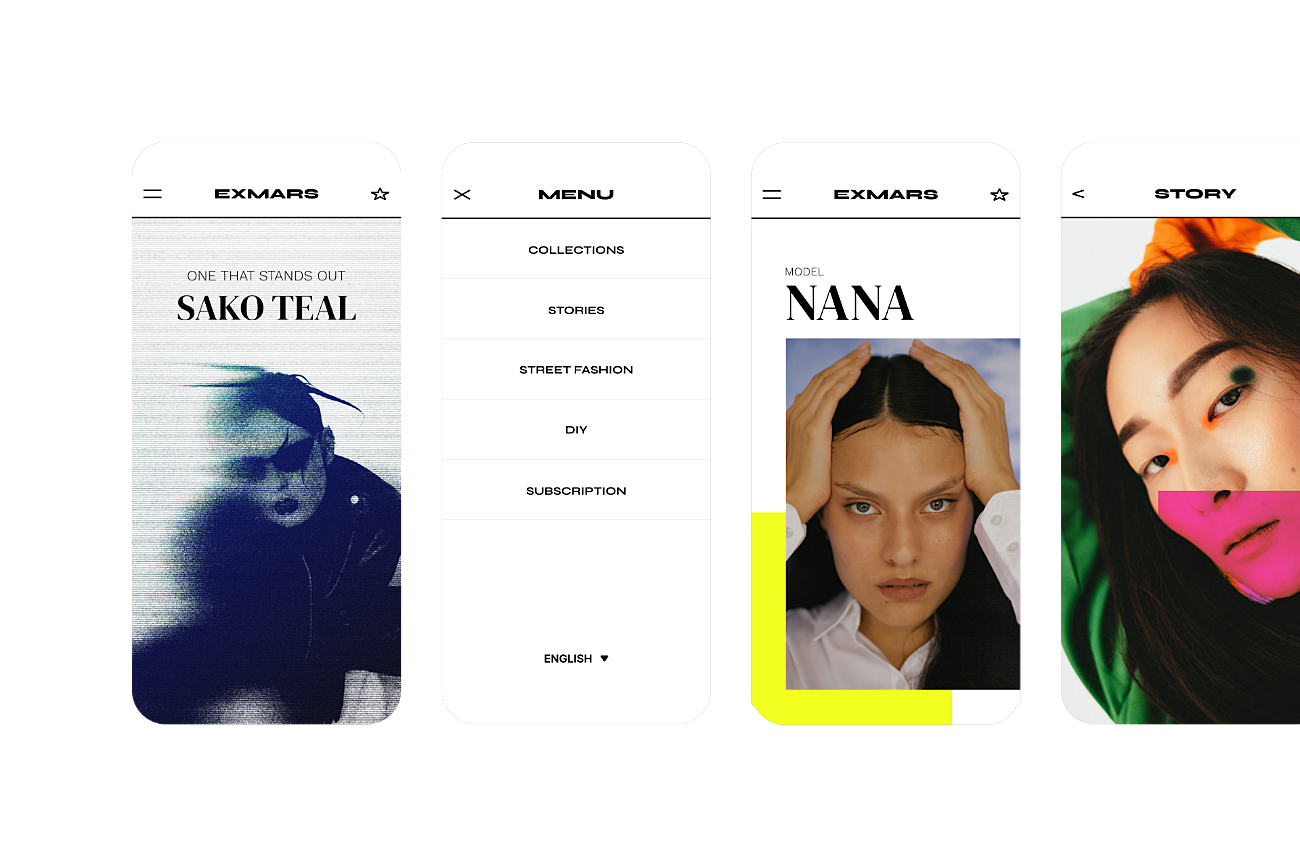 EXMARS
ONE THAT STANDS OUT
SAKO TEAL
MENU
COLLECTIONS
STORIES
STREET FASHION
DIY
SUBSCRIPTION
ENGLISH
EXMARS
MODEL
NANA
STORY